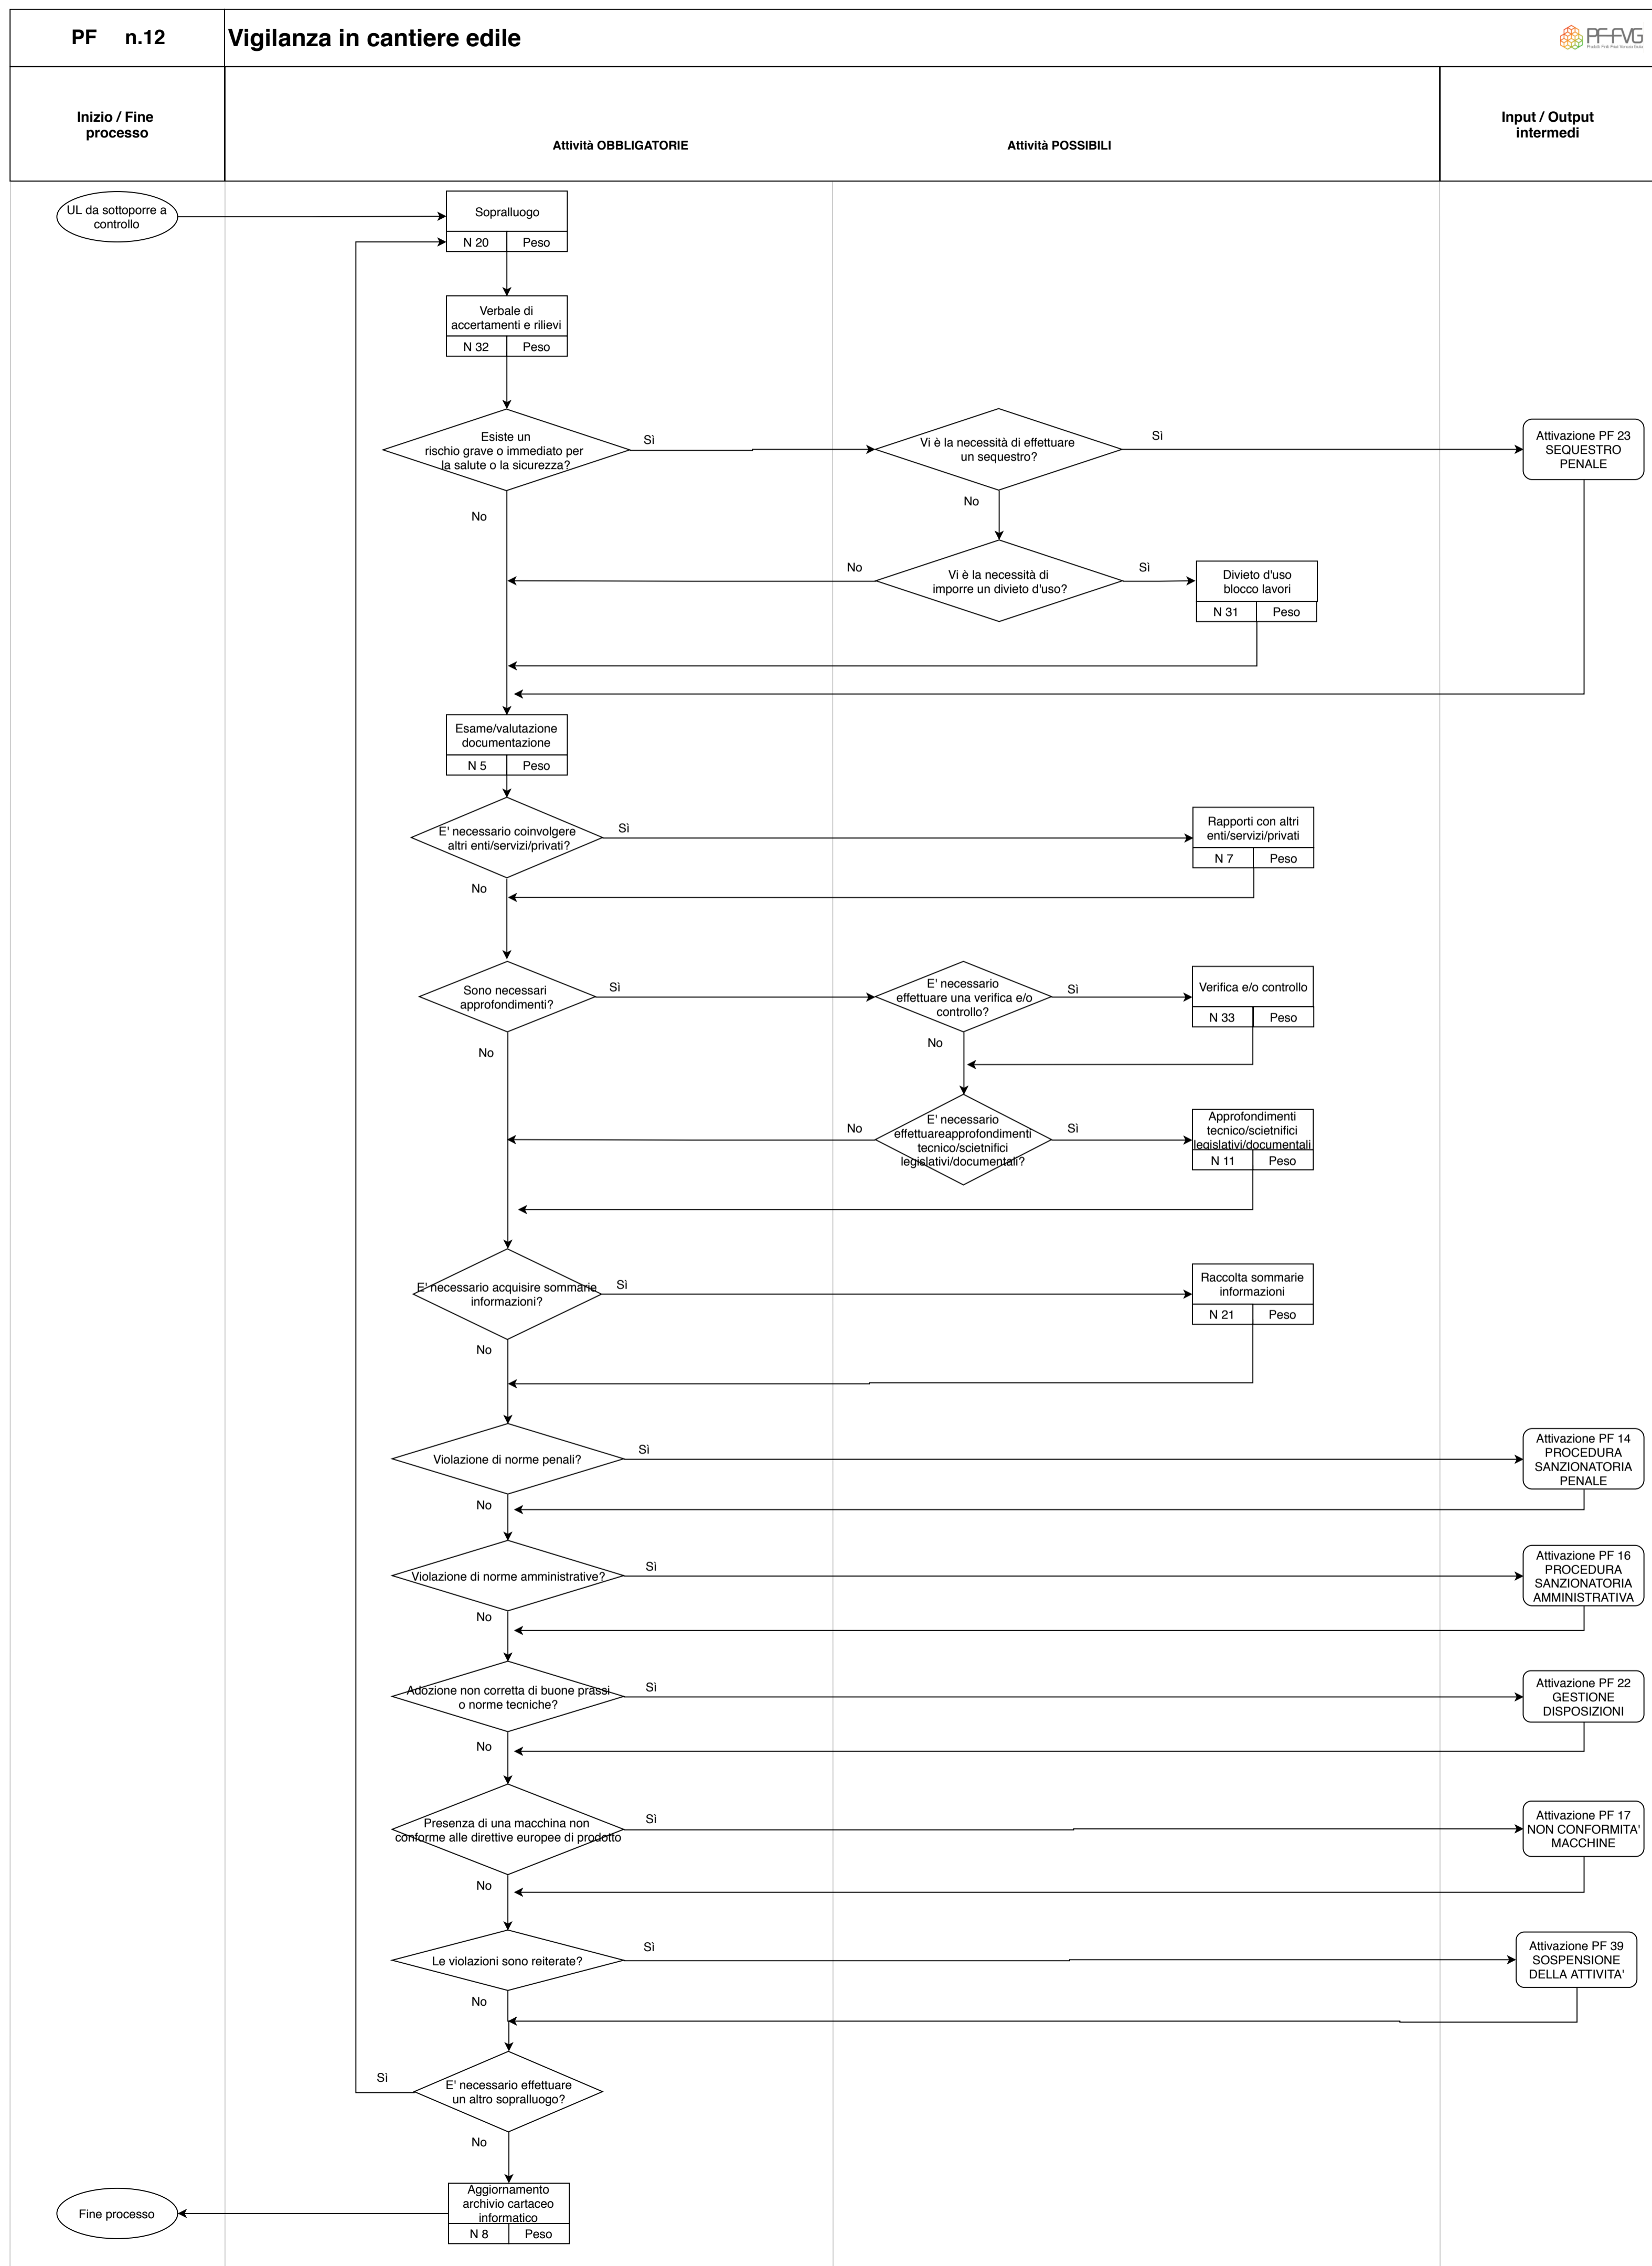 PF n.12
Vigilanza in cantiere edile
PF-FVG
Inizio / Fine
processo
Attività OBBLIGATORIE
Attività POSSIBILI
Input / Output
intermedi
UL da sottoporre a
controllo
Sopralluogo
N 20 Peso
Verbale di
accertamenti e rilievi
N 32 Peso
Esiste un
rischio grave o immediato per
la salute o la sicurezza?
Sì
No
Vi è la necessità di effettuare
un sequestro?
Sì
No
Attivazione PF 23
SEQUESTRO
PENALE
Vi è la necessità di
imporre un divieto d'uso?
No
Sì
Divieto d'uso
blocco lavori
N 31 Peso
Esame/valutazione
documentazione
N 5 Peso
E' necessario coinvolgere
altri enti/servizi/privati?
Sì
No
Rapporti con altri
enti/servizi/privati
N 7 Peso
Sono necessari
approfondimenti?
Sì
No
E' necessario
effettuare una verifica e/o
controllo?
Sì
No
Verifica e/o controllo
N 33 Peso
E' necessario
effettuareapprofondimenti
tecnico/scietnifici
legislativi/documentali?
No
Sì
Approfondimenti
tecnico/scietnifici
legislativi/documentali
N 11 Peso
E' necessario acquisire sommarie
informazioni?
Sì
No
Raccolta sommarie
informazioni
N 21 Peso
Violazione di norme penali?
Sì
No
Attivazione PF 14
PROCEDURA
SANZIONATORIA
PENALE
Violazione di norme amministrative?
Sì
No
Attivazione PF 16
PROCEDURA
SANZIONATORIA
AMMINISTRATIVA
Adozione non corretta di buone prassi
o norme tecniche?
Sì
No
Attivazione PF 22
GESTIONE
DISPOSIZIONI
Presenza di una macchina non
conforme alle direttive europee di prodotto
Sì
No
Attivazione PF 17
NON CONFORMITA'
MACCHINE
Le violazioni sono reiterate?
Sì
No
Attivazione PF 39
SOSPENSIONE
DELLA ATTIVITA'
E' necessario effettuare
un altro sopralluogo?
Sì
No
Aggiornamento
archivio cartaceo
informatico
N 8 Peso
Fine processo